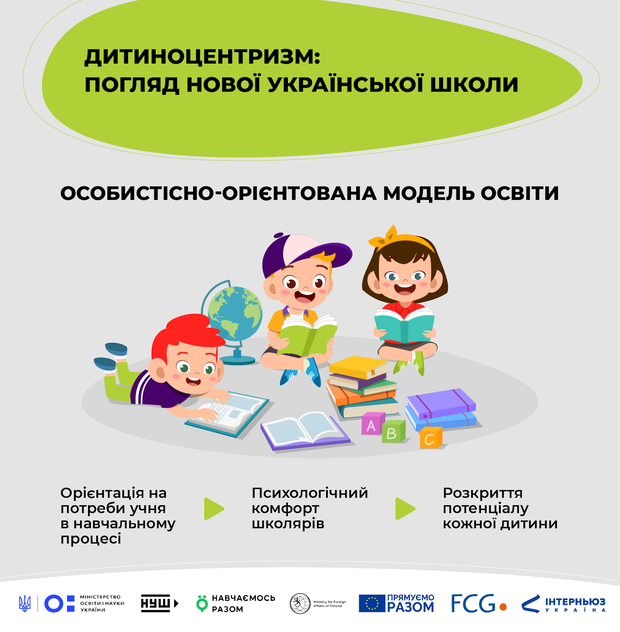 ДИТИНОЦЕНТРИЗМ:
ПОГЛЯД НОВОЇ УКРАЇНСЬКОЇ ШКОЛИ
ОСОБИСТІСНО-ОРІЄНТОВАНА МОДЕЛЬ ОСВІТИ
A
B
C
Орієнтація на
потреби учня
в навчальному
процесі
Психологічний
комфорт
школярів
Розкриття
потенціалу
кожної дитини
МІНІСТЕРСТВО
ОСВІТИ І НАУКИ
УКРАЇНИ
НУШ
НАВЧАЄМОСЬ
РАЗОМ
Ministry for Foreign
Affairs of Finland
ПРЯМУЄМО
РАЗОМ
FCG
ІНТЕРНЬЮЗ
УКРАЇНА